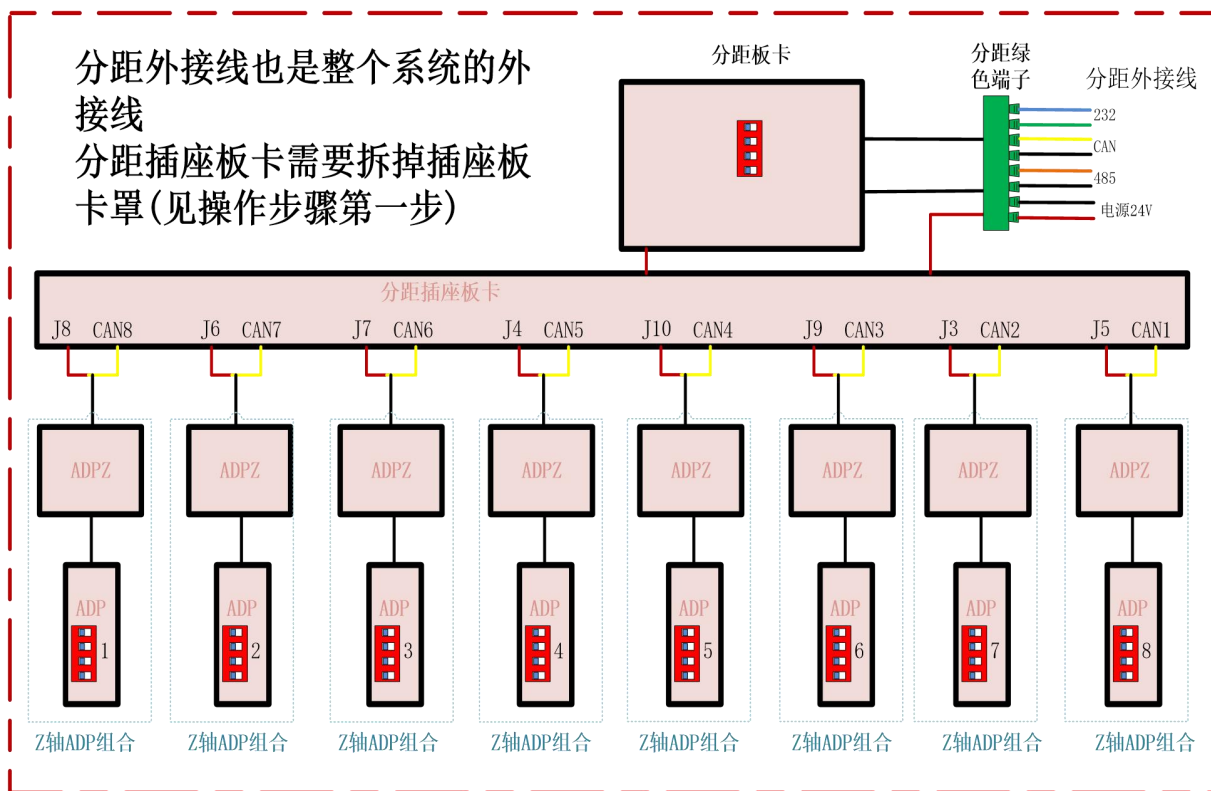 分距外接线也是整个系统的外
接线
分距插座板卡需要拆掉插座板
卡罩(见操作步骤第一步)
分距板卡
分距绿
色端子
分距外接线
232
CAN
485
电源24V
分距插座板卡
J8 CAN8 J6 CAN7 J7 CAN6 J4 CAN5 J10 CAN4 J9 CAN3 J3 CAN2 J5 CAN1
ADPZ ADPZ ADPZ ADPZ ADPZ ADPZ ADPZ ADPZ
ADP ADP ADP ADP ADP ADP ADP ADP
1 2 3 4 5 6 7 8
Z轴ADP组合 Z轴ADP组合 Z轴ADP组合 Z轴ADP组合 Z轴ADP组合 Z轴ADP组合 Z轴ADP组合 Z轴ADP组合